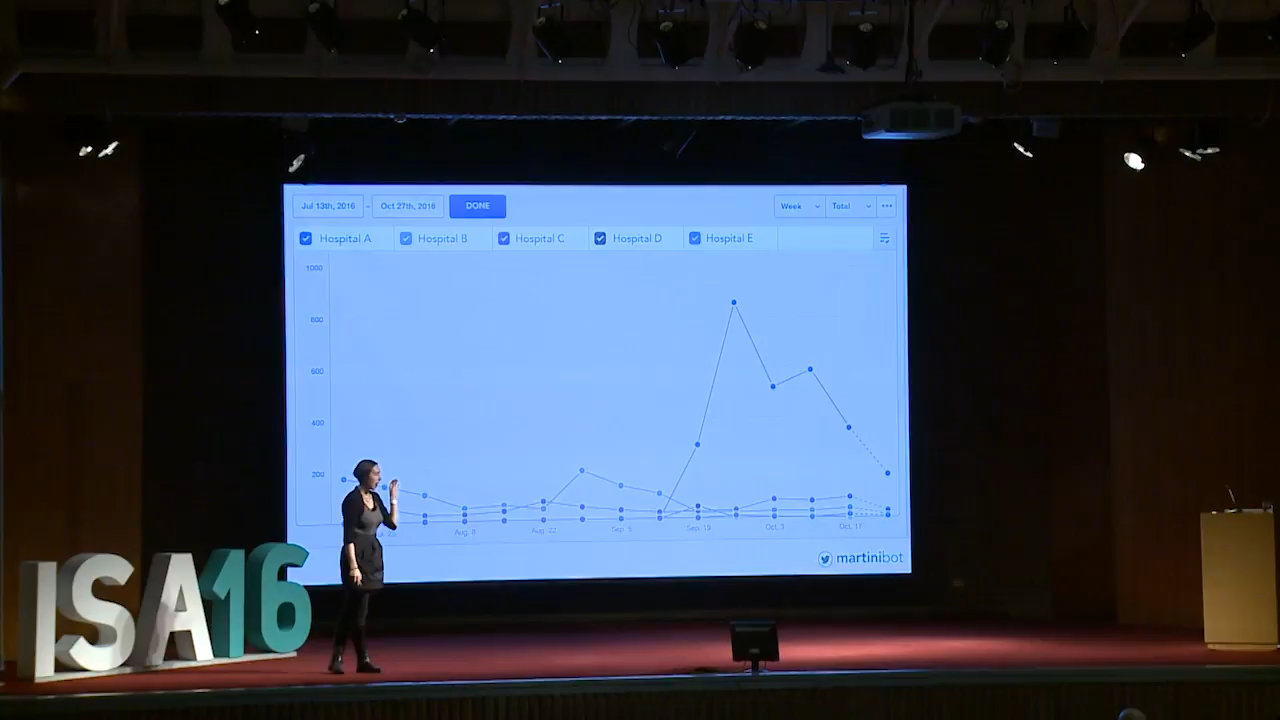 Jul 13th, 2016 - Oct 27th, 2016 DONE Week Total
Hospital A Hospital B Hospital C Hospital D Hospital E
1000
800
600
400
200
Aug, 8 Aug, 22 Sep, 5 Sep, 19 Oct, 3 Oct, 17
martinibot
ISA16